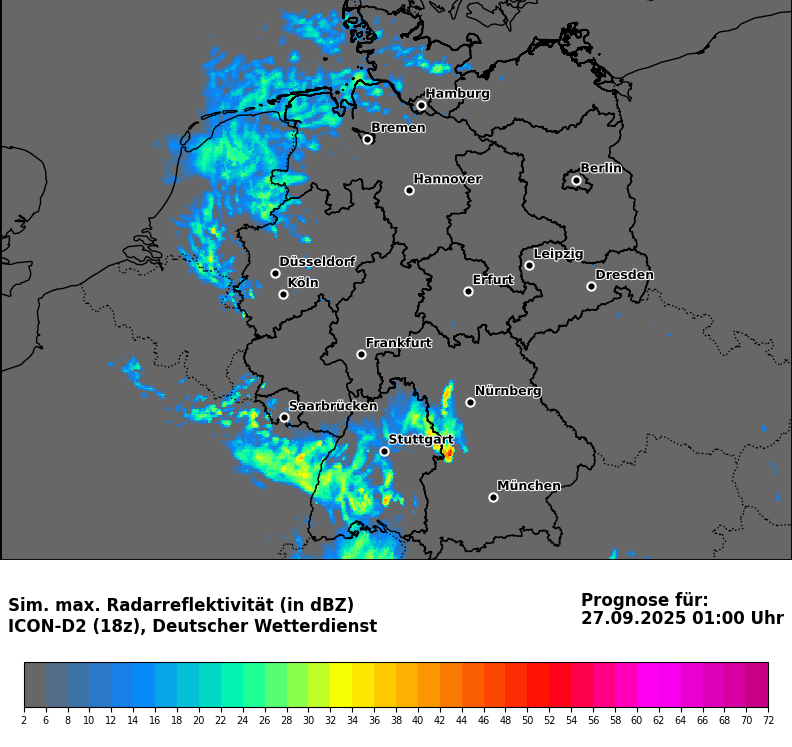 Hamburg
Bremen
Berlin
Hannover
Leipzig
Düsseldorf
Dresden
Erfurt
Köln
Frankfurt
Nürnberg
Saarbrücken
Stuttgart
München
Sim. max. Radarreflektivität (in dBZ)
ICON-D2 (18z), Deutscher Wetterdienst
Prognose für:
27.09.2025 01:00 Uhr
2 6 8 10 12 14 16 18 20 22 24 26 28 30 32 34 36 38 40 42 44 46 48 50 52 54 56 58 60 62 64 66 68 70 72